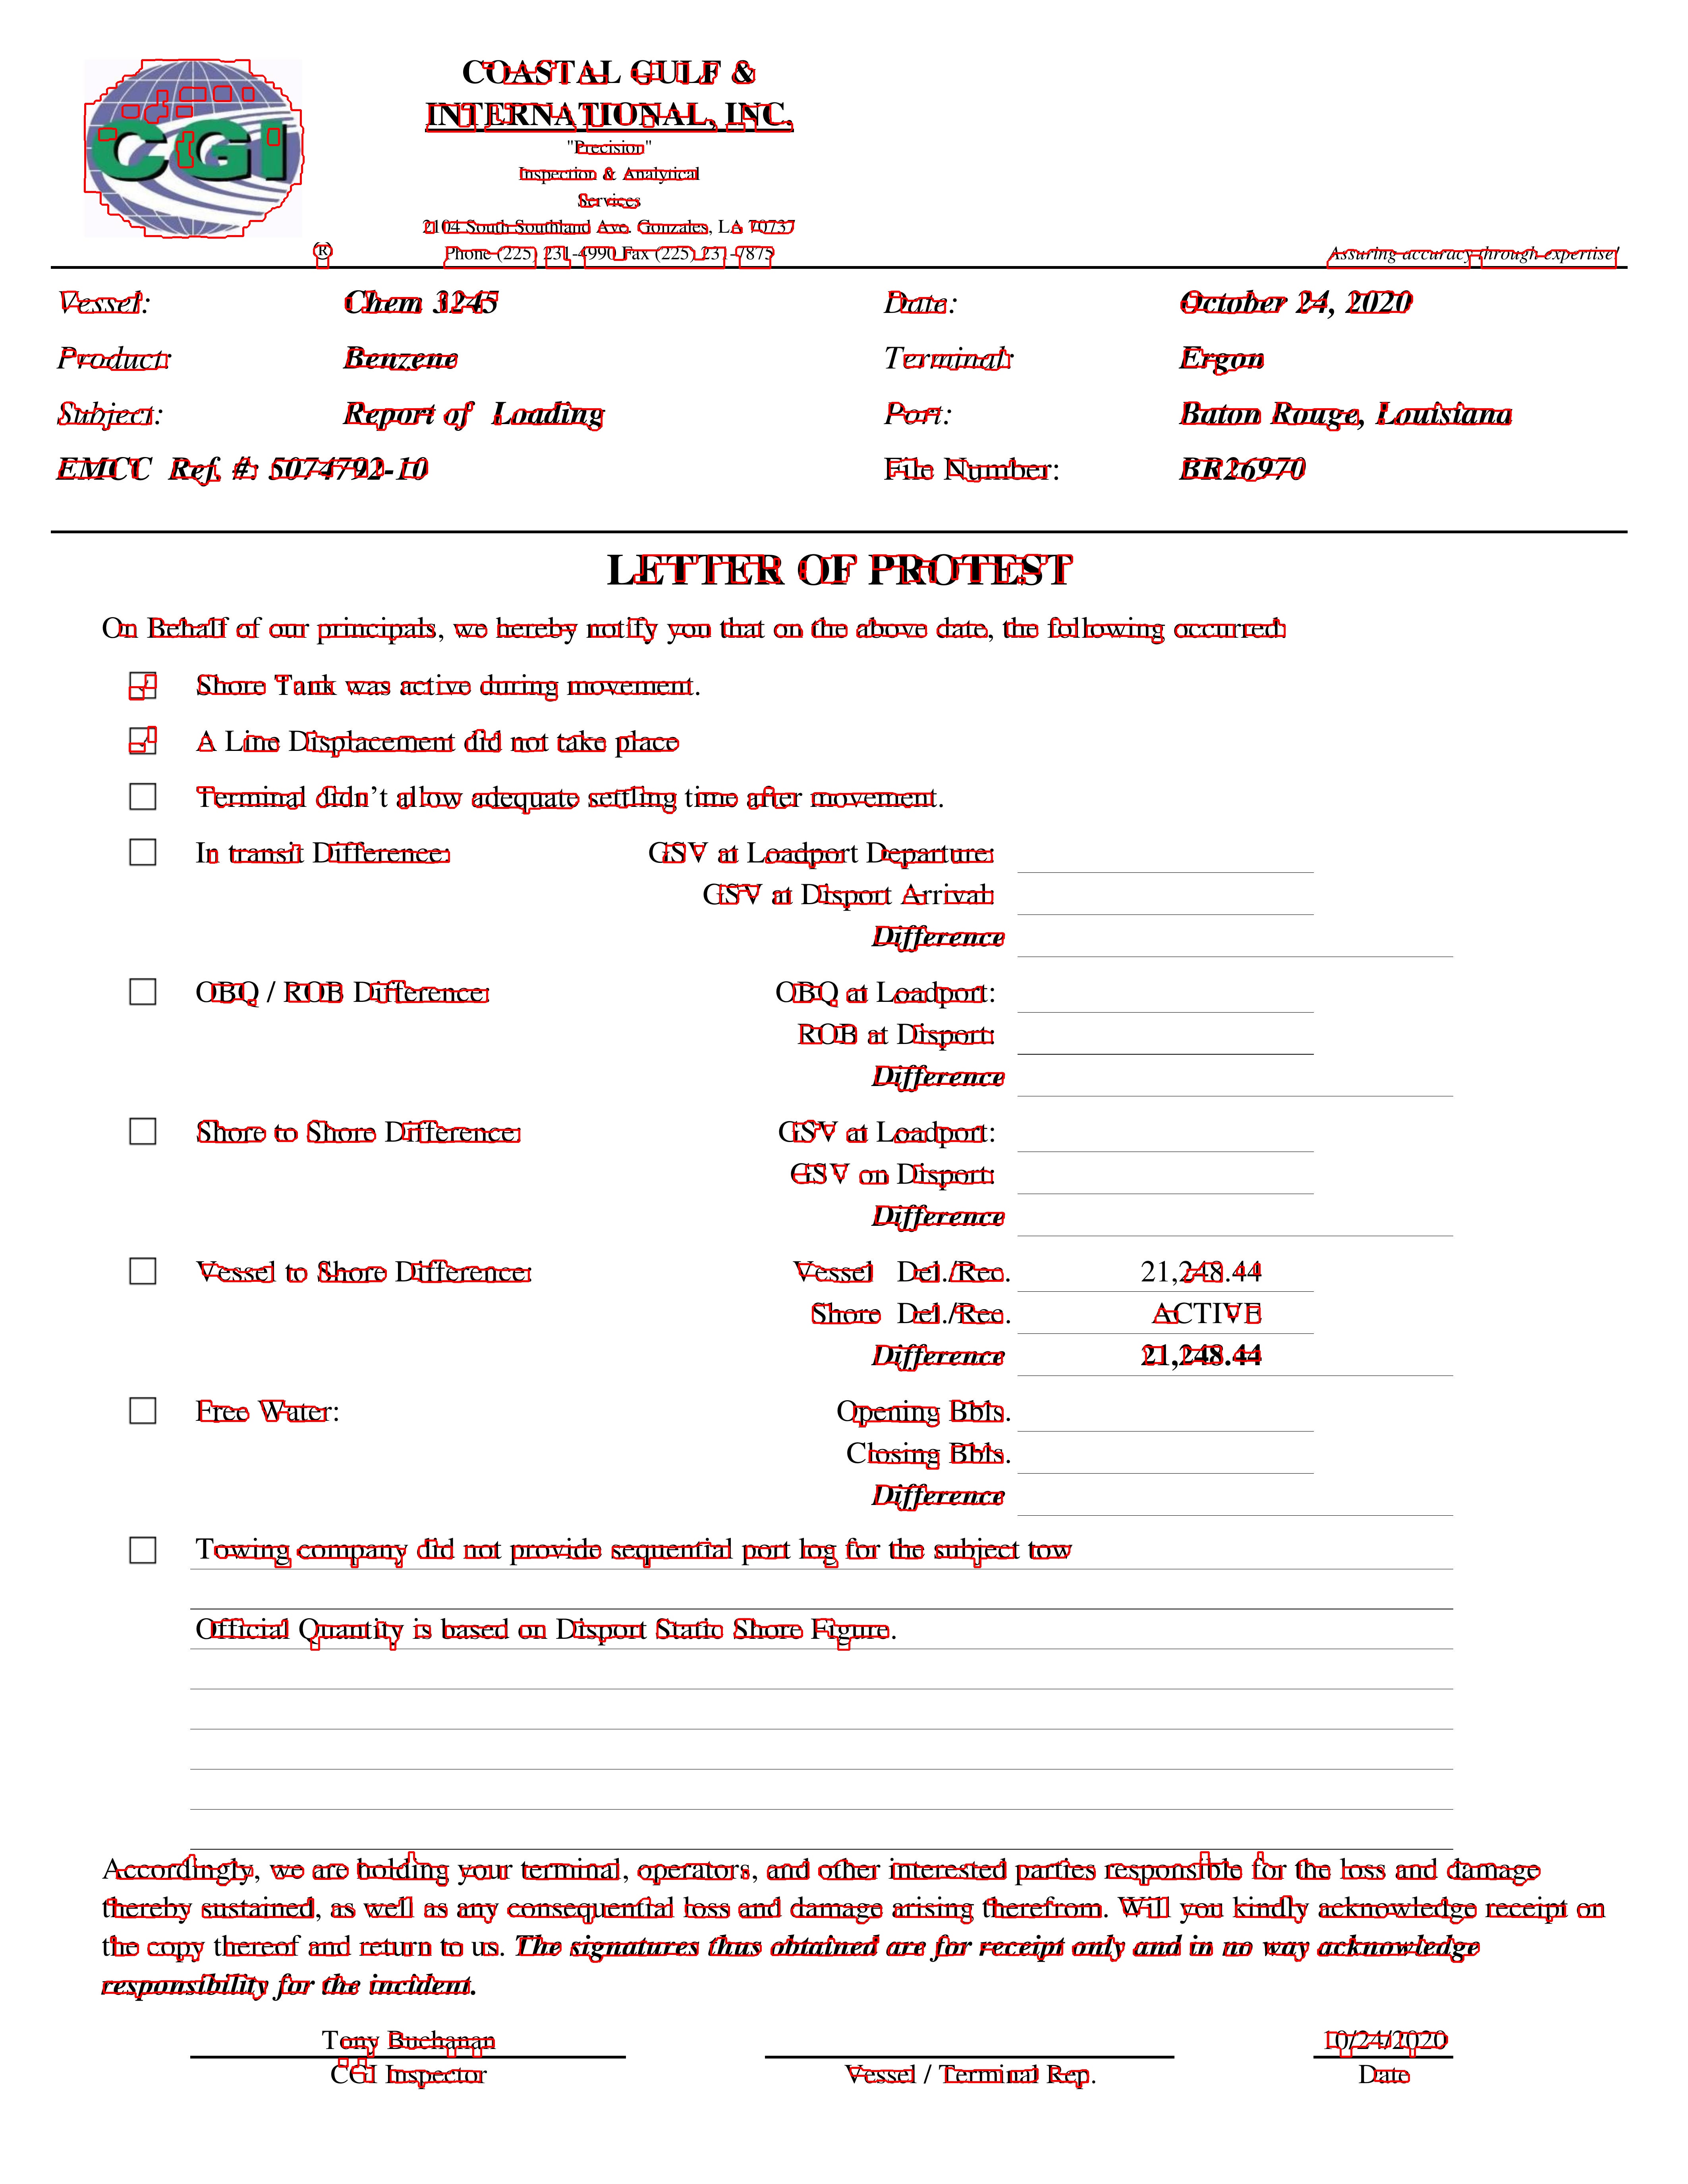 CGI
®
COASTAL GULF &
INTERNATIONAL, INC.
"Precision"
Inspection & Analytical
Services
2104 South Southland Ave. Gonzales, LA 70737
Phone (225) 231-4990 Fax (225) 231-7875
Assuring accuracy through expertise!
Vessel: Chem 3245 Date: October 24, 2020
Product: Benzene Terminal: Ergon
Subject: Report of Loading Port: Baton Rouge, Louisiana
EMCC Ref. #: 5074792-10 File Number: BR26970
LETTER OF PROTEST
On Behalf of our principals, we hereby notify you that on the above date, the following occurred:
Shore Tank was active during movement.
A Line Displacement did not take place
Terminal didn't allow adequate settling time after movement.
In transit Difference: GSV at Loadport Departure:
GSV at Disport Arrival:
Difference
OBQ / ROB Difference: OBQ at Loadport:
ROB at Disport:
Difference
Shore to Shore Difference: GSV at Loadport:
GSV on Disport:
Difference
Vessel to Shore Difference: Vessel Del./Rec. 21,248.44
Shore Del./Rec. ACTIVE
Difference 21,248.44
Free Water: Opening Bbls.
Closing Bbls.
Difference
Towing company did not provide sequential port log for the subject tow
Official Quantity is based on Disport Static Shore Figure.
Accordingly, we are holding your terminal, operators, and other interested parties responsible for the loss and damage
thereby sustained, as well as any consequential loss and damage arising therefrom. Will you kindly acknowledge receipt on
the copy thereof and return to us. The signatures thus obtained are for receipt only and in no way acknowledge
responsibility for the incident.
Tony Buchanan 10/24/2020
CGI Inspector Vessel / Terminal Rep. Date